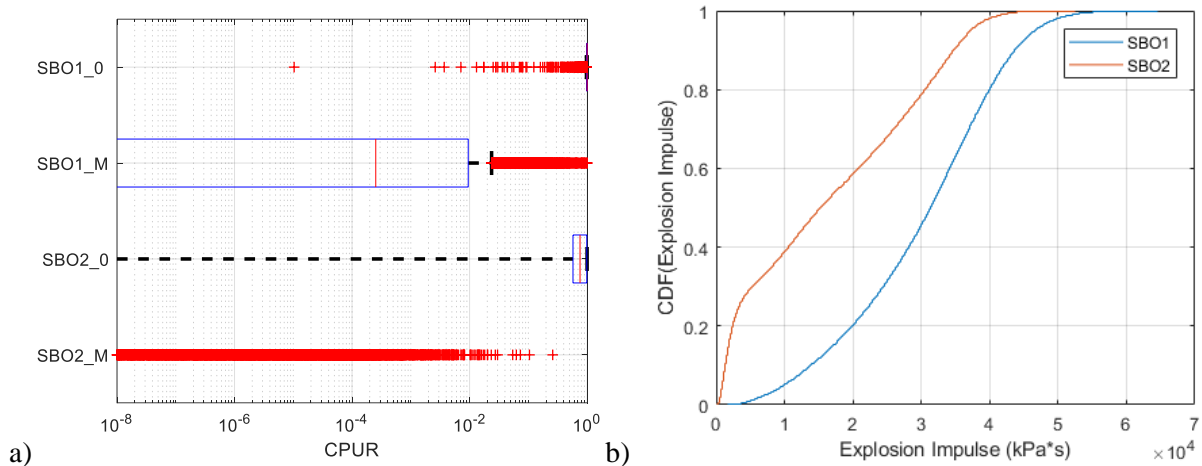 SBO1_0
SBO1_M
SBO2_0
SBO2_M
10^-8
10^-6
10^-4
10^-2
10^0
CPUR
a)
1
0.8
0.6
0.4
0.2
0
CDF(Explosion Impulse)
SBO1
SBO2
0
1
2
3
4
5
6
70
Explosion Impulse (kPa*s)
×10^4
b)